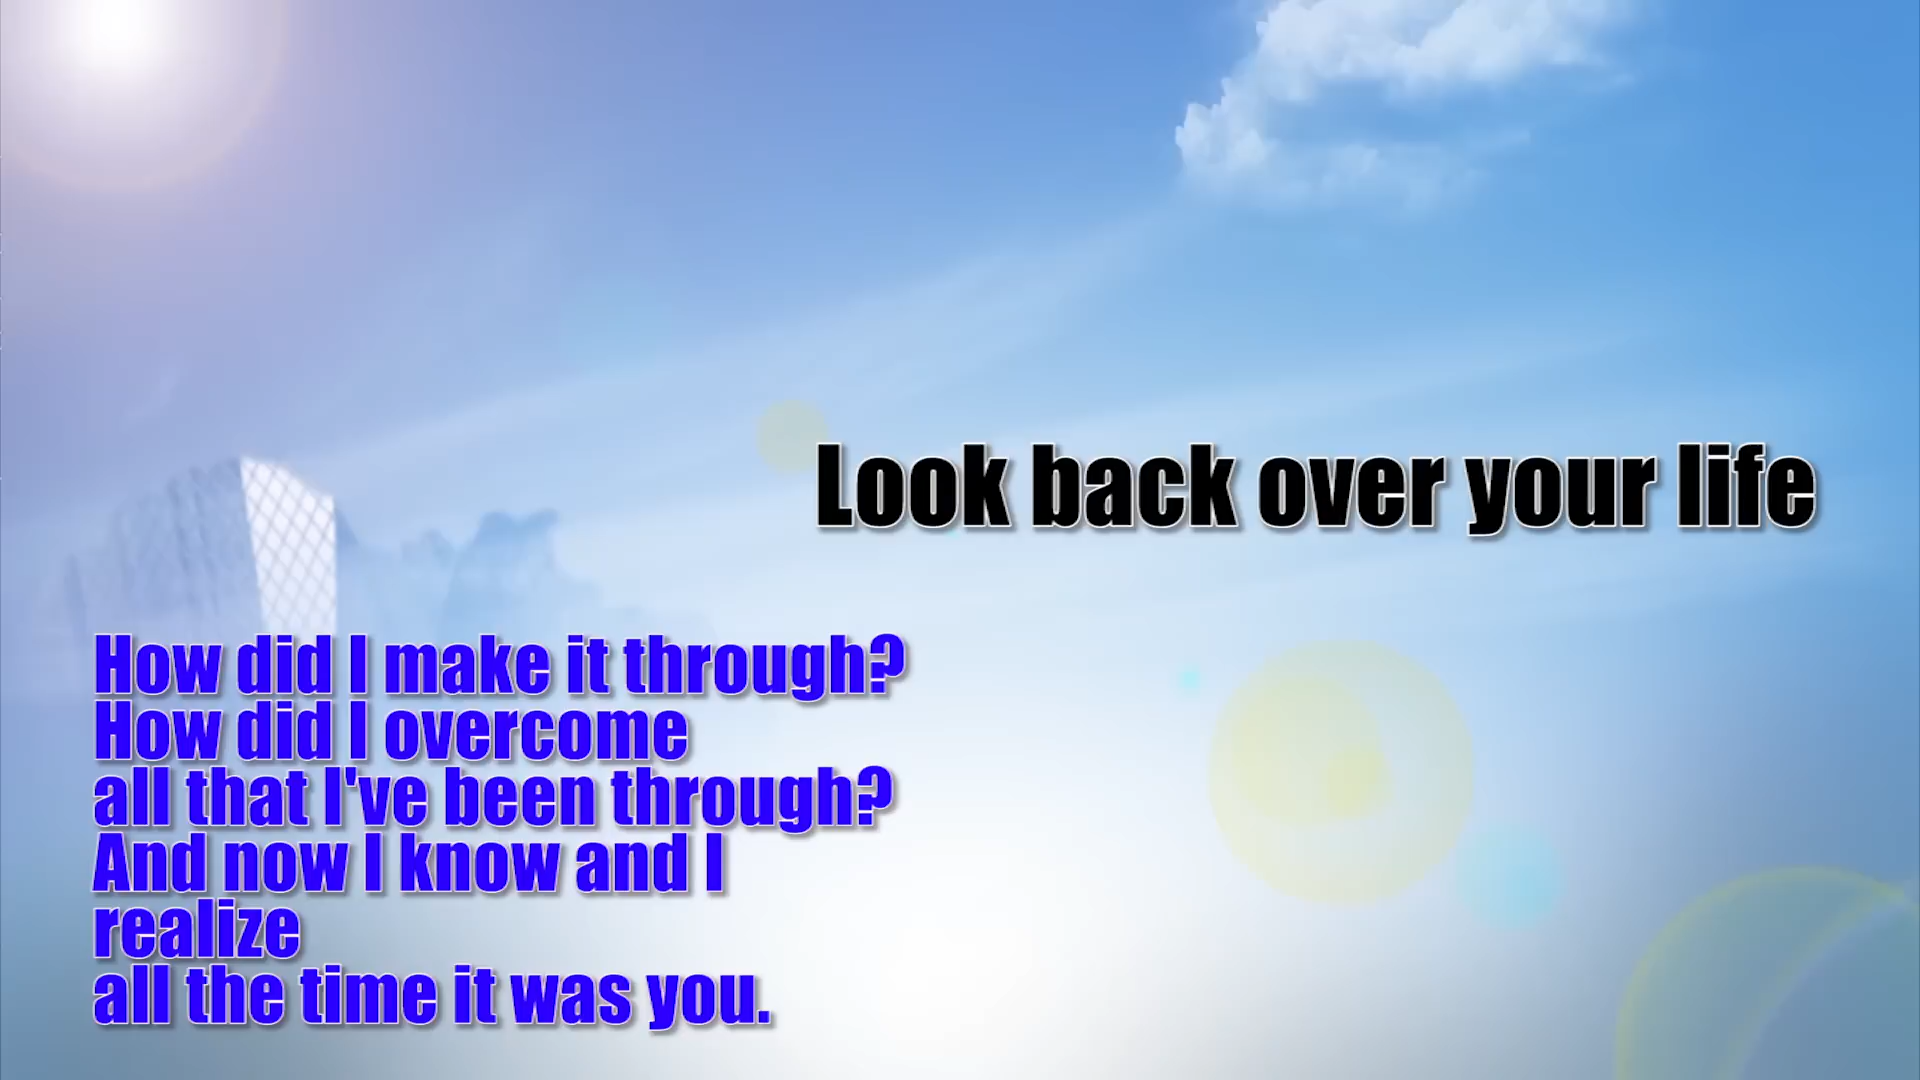 Look back over your life
How did I make it through?
How did I overcome
all that I've been through?
And now I know and I
realize
all the time it was you.